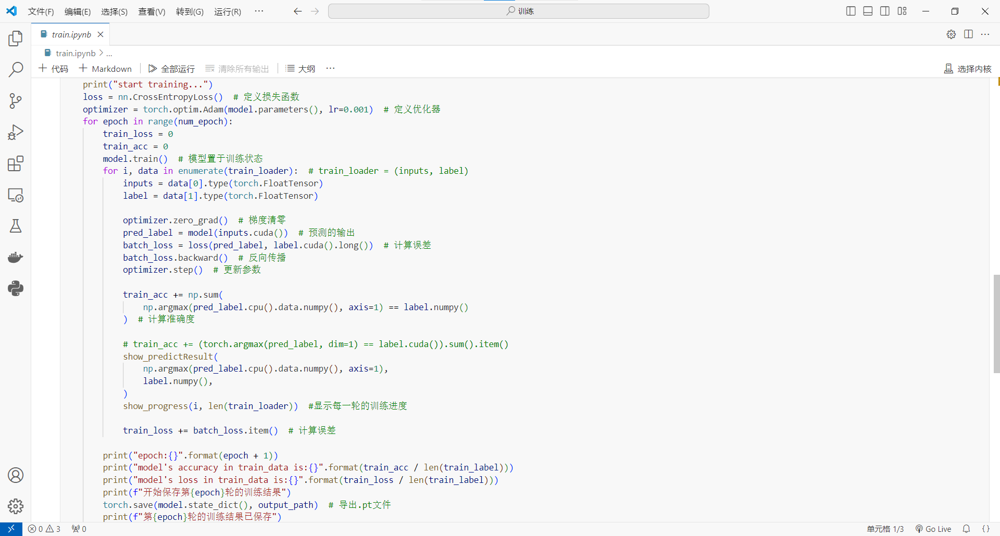 文件(F) 编辑(E) 选择(S) 查看(V) 转到(G) 运行(R) ··· 训练
train.ipynb
train.ipynb > ...
+ 代码 + Markdown 全部运行 清除所有输出 大纲 ··· 选择内核
print("start training...")
loss = nn.CrossEntropyLoss()  # 定义损失函数
optimizer = torch.optim.Adam(model.parameters(), lr=0.001)  # 定义优化器
for epoch in range(num_epoch):
    train_loss = 0
    train_acc = 0
    model.train()  # 模型置于训练状态
    for i, data in enumerate(train_loader):  # train_loader = (inputs, label)
        inputs = data[0].type(torch.FloatTensor)
        label = data[1].type(torch.FloatTensor)
        optimizer.zero_grad()  # 梯度清零
        pred_label = model(inputs.cuda())  # 预测的输出
        batch_loss = loss(pred_label, label.cuda().long())  # 计算误差
        batch_loss.backward()  # 反向传播
        optimizer.step()  # 更新参数
        train_acc += np.sum(
            np.argmax(pred_label.cpu().data.numpy(), axis=1) == label.numpy()
        )  # 计算准确度
        # train_acc += (torch.argmax(pred_label, dim=1) == label.cuda()).sum().item()
        show_predictResult(
            np.argmax(pred_label.cpu().data.numpy(), axis=1),
            label.numpy(),
        )
        show_progress(i, len(train_loader))  #显示每一轮的训练进度
        train_loss += batch_loss.item()  # 计算误差
    print("epoch:{}".format(epoch + 1))
    print("model's accuracy in train_data is:{}".format(train_acc / len(train_label)))
    print("model's loss in train_data is:{}".format(train_loss / len(train_label)))
    print(f"开始保存第{epoch}轮的训练结果")
    torch.save(model.state_dict(), output_path)  # 导出.pt文件
    print(f"第{epoch}轮的训练结果已保存")
0 3 0 单元格 1/3 Go Live {}